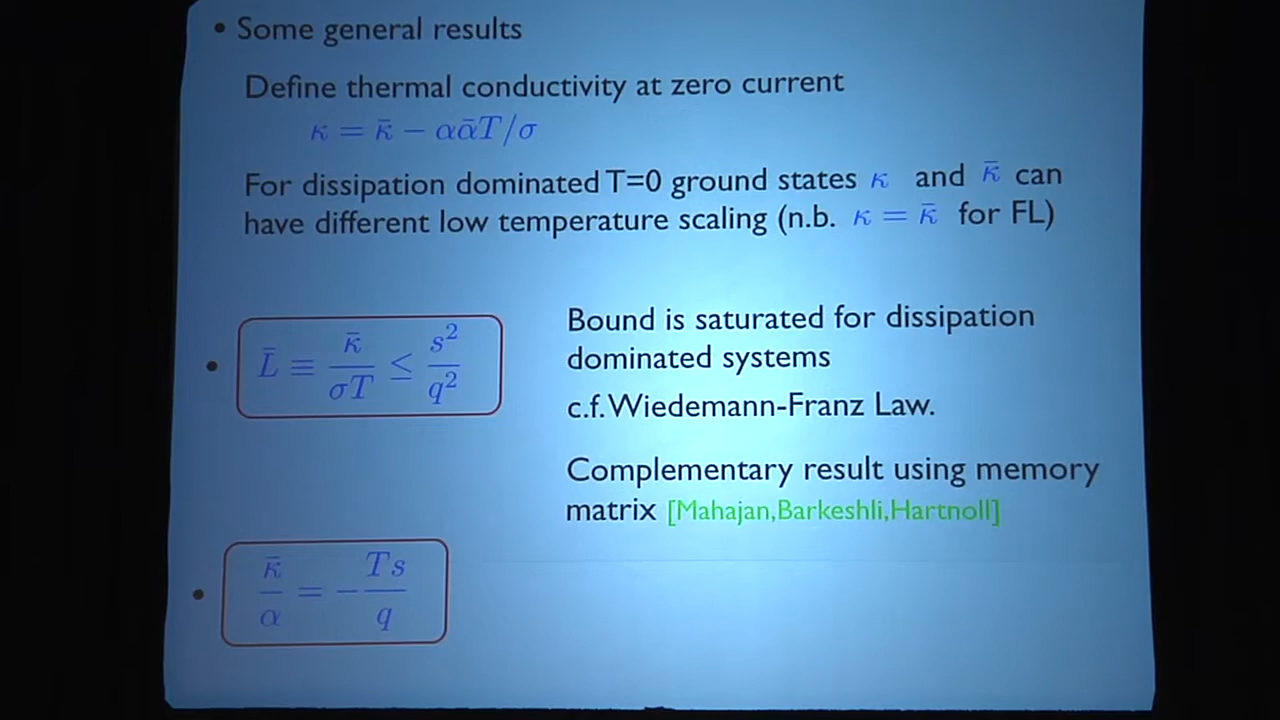 • Some general results
Define thermal conductivity at zero current
κ = κ̄ − αᾱT/σ
For dissipation dominated T=0 ground states κ and κ̄ can
have different low temperature scaling (n.b. κ = κ̄ for FL)
• L̄ ≡ κ̄/(σT) ≤ s²/q²
Bound is saturated for dissipation
dominated systems
c.f. Wiedemann-Franz Law.
Complementary result using memory
matrix [Mahajan,Barkeshli,Hartnoll]
• κ̄/α = −Ts/q